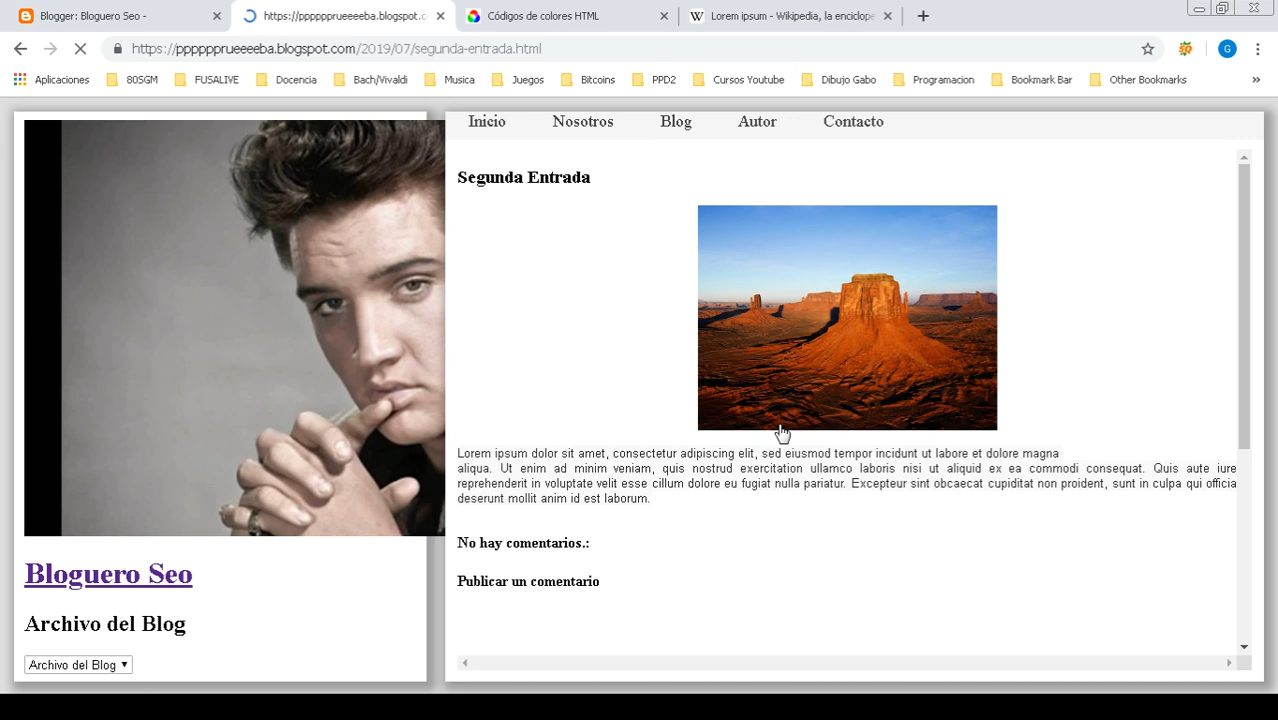 Blogger: Bloguero Seo -
https://ppppppprueeeeba.blogspot.c
Códigos de colores HTML
Lorem ipsum - Wikipedia, la enciclope
https://ppppppprueeeeba.blogspot.com/2019/07/segunda-entrada.html
G
Aplicaciones 80SGM FUSALIVE Docencia Bach/Vivaldi Musica Juegos Bitcoins PPD2 Cursos Youtube Dibujo Gabo Programacion Bookmark Bar Other Bookmarks »
Inicio Nosotros Blog Autor Contacto
Segunda Entrada
Lorem ipsum dolor sit amet, consectetur adipiscing elit, sed eiusmod tempor incidunt ut labore et dolore magna
aliqua. Ut enim ad minim veniam, quis nostrud exercitation ullamco laboris nisi ut aliquid ex ea commodi consequat. Quis aute iure
reprehenderit in voluptate velit esse cillum dolore eu fugiat nulla pariatur. Excepteur sint obcaecat cupiditat non proident, sunt in culpa qui officia
deserunt mollit anim id est laborum.
No hay comentarios.:
Publicar un comentario
Bloguero Seo
Archivo del Blog
Archivo del Blog